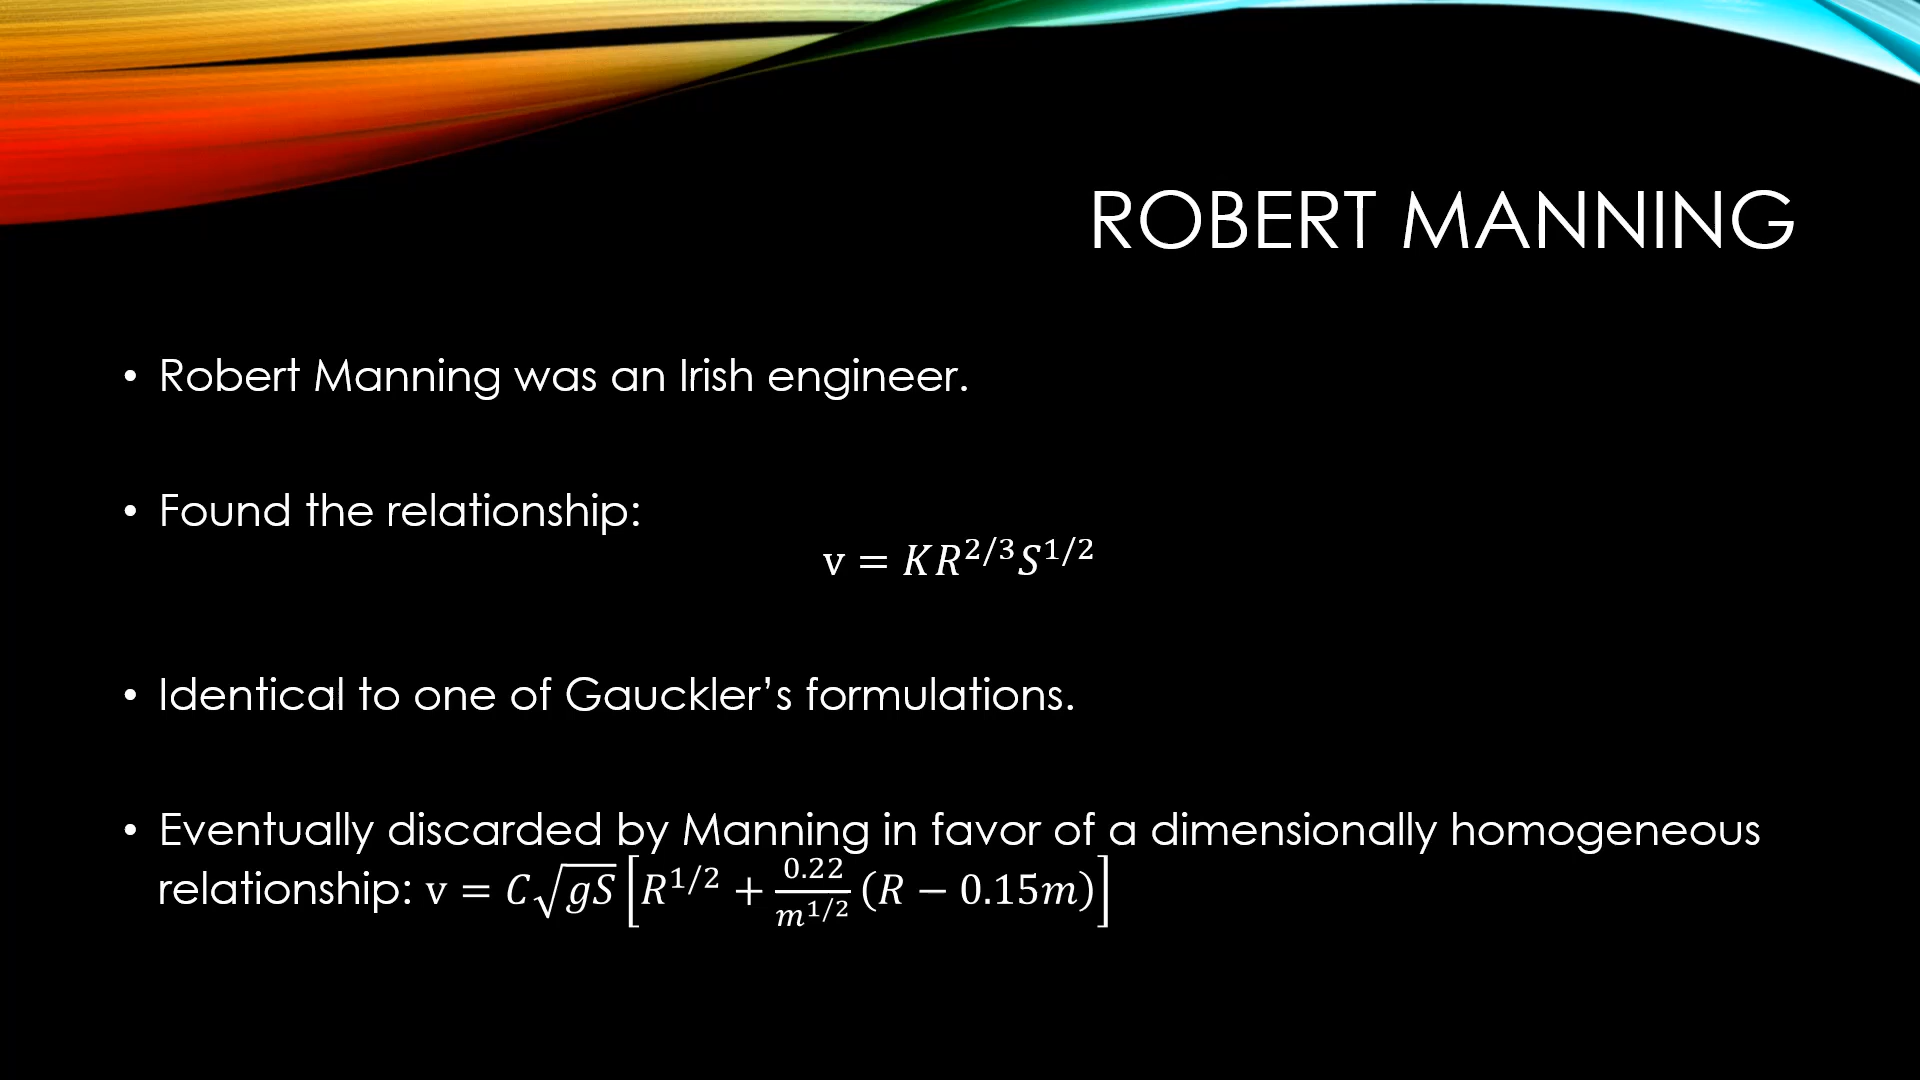 ROBERT MANNING
• Robert Manning was an Irish engineer.
• Found the relationship:
v = KR^{2/3}S^{1/2}
• Identical to one of Gauckler’s formulations.
• Eventually discarded by Manning in favor of a dimensionally homogeneous
relationship: v = C√(gS) [R^{1/2} + \frac{0.22}{m^{1/2}} (R − 0.15m)]